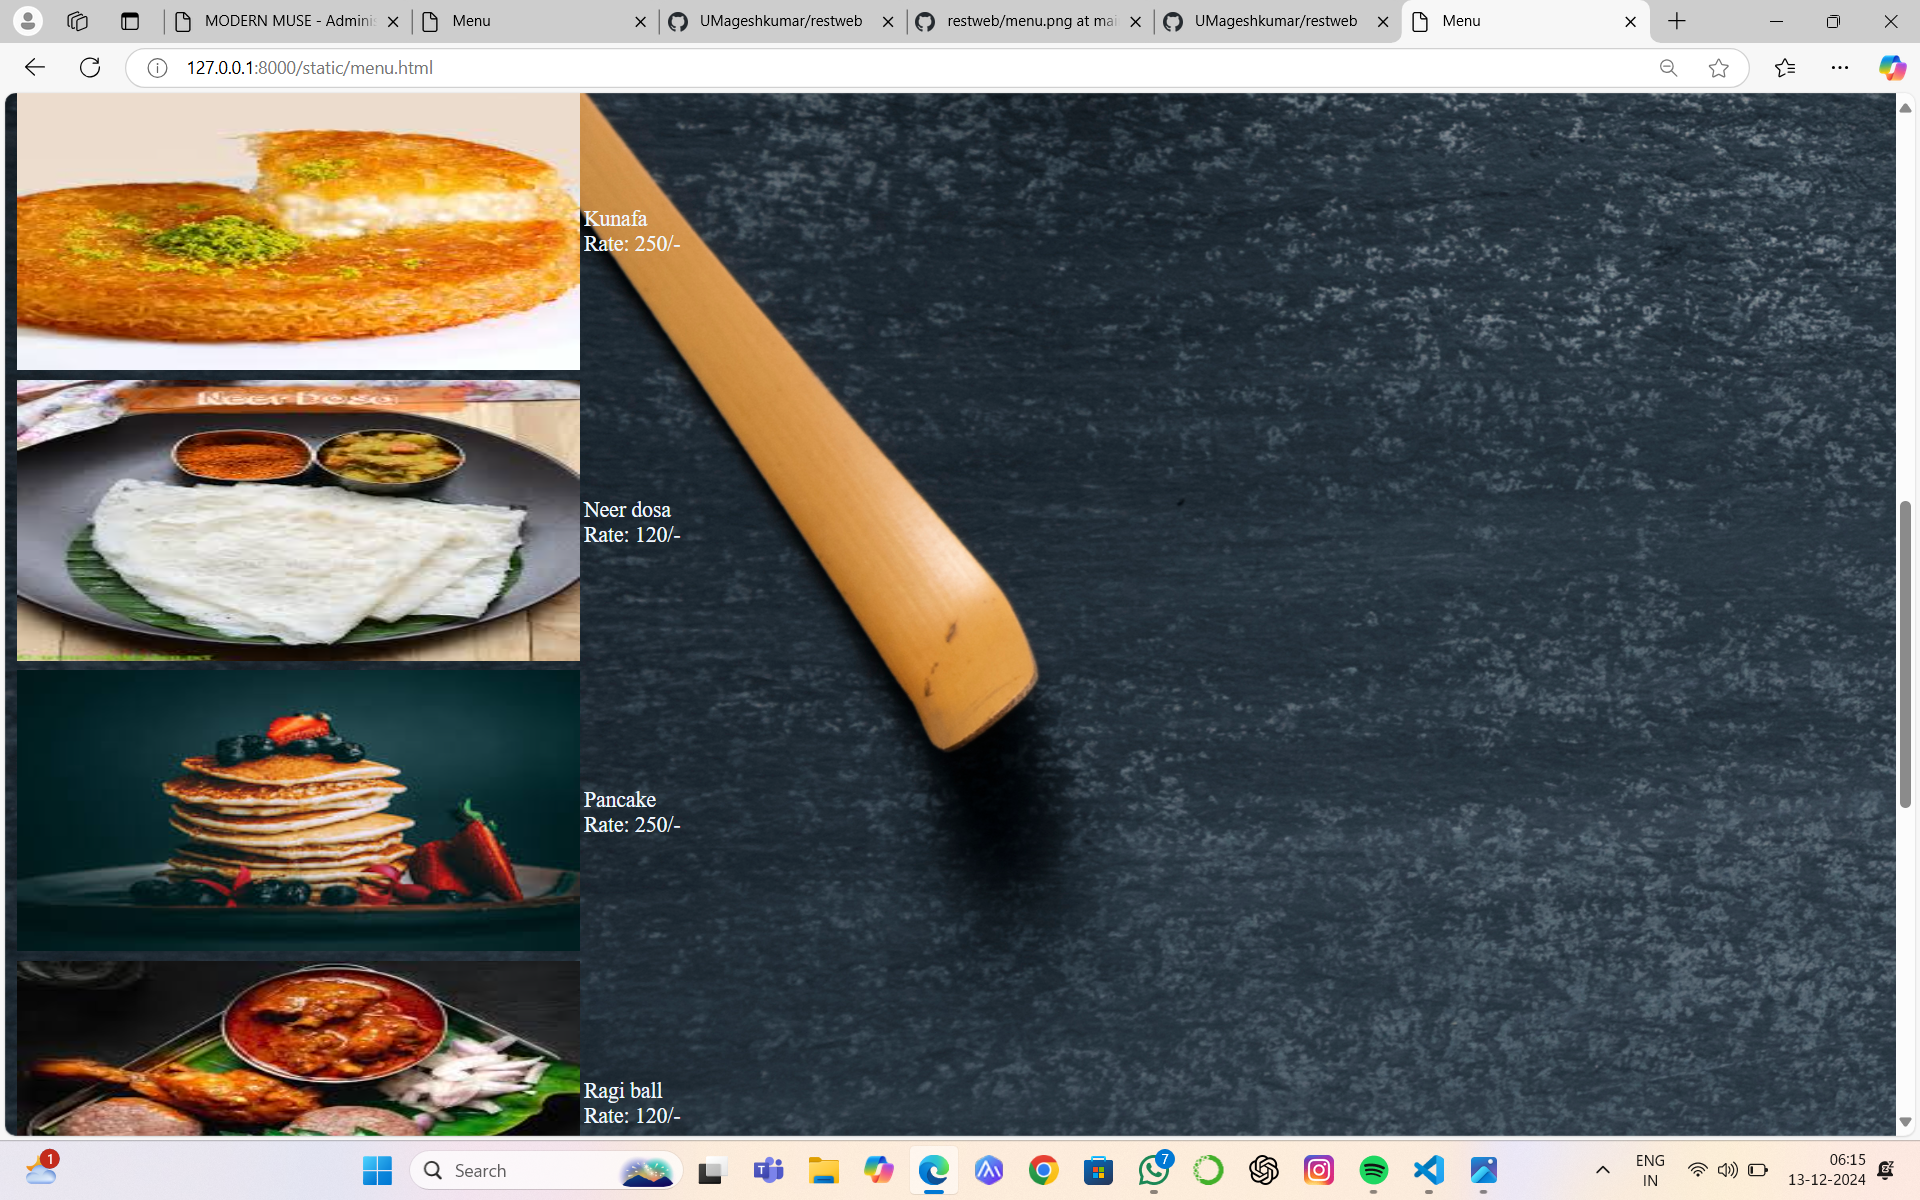 MODERN MUSE - Adminis
Menu
UMageshkumar/restweb
restweb/menu.png at mai
UMageshkumar/restweb
Menu
127.0.0.1:8000/static/menu.html
Kunafa
Rate: 250/-
Neer Dosa
Neer dosa
Rate: 120/-
Pancake
Rate: 250/-
Ragi ball
Rate: 120/-
1
Search
7
ENG
IN
06:15
13-12-2024